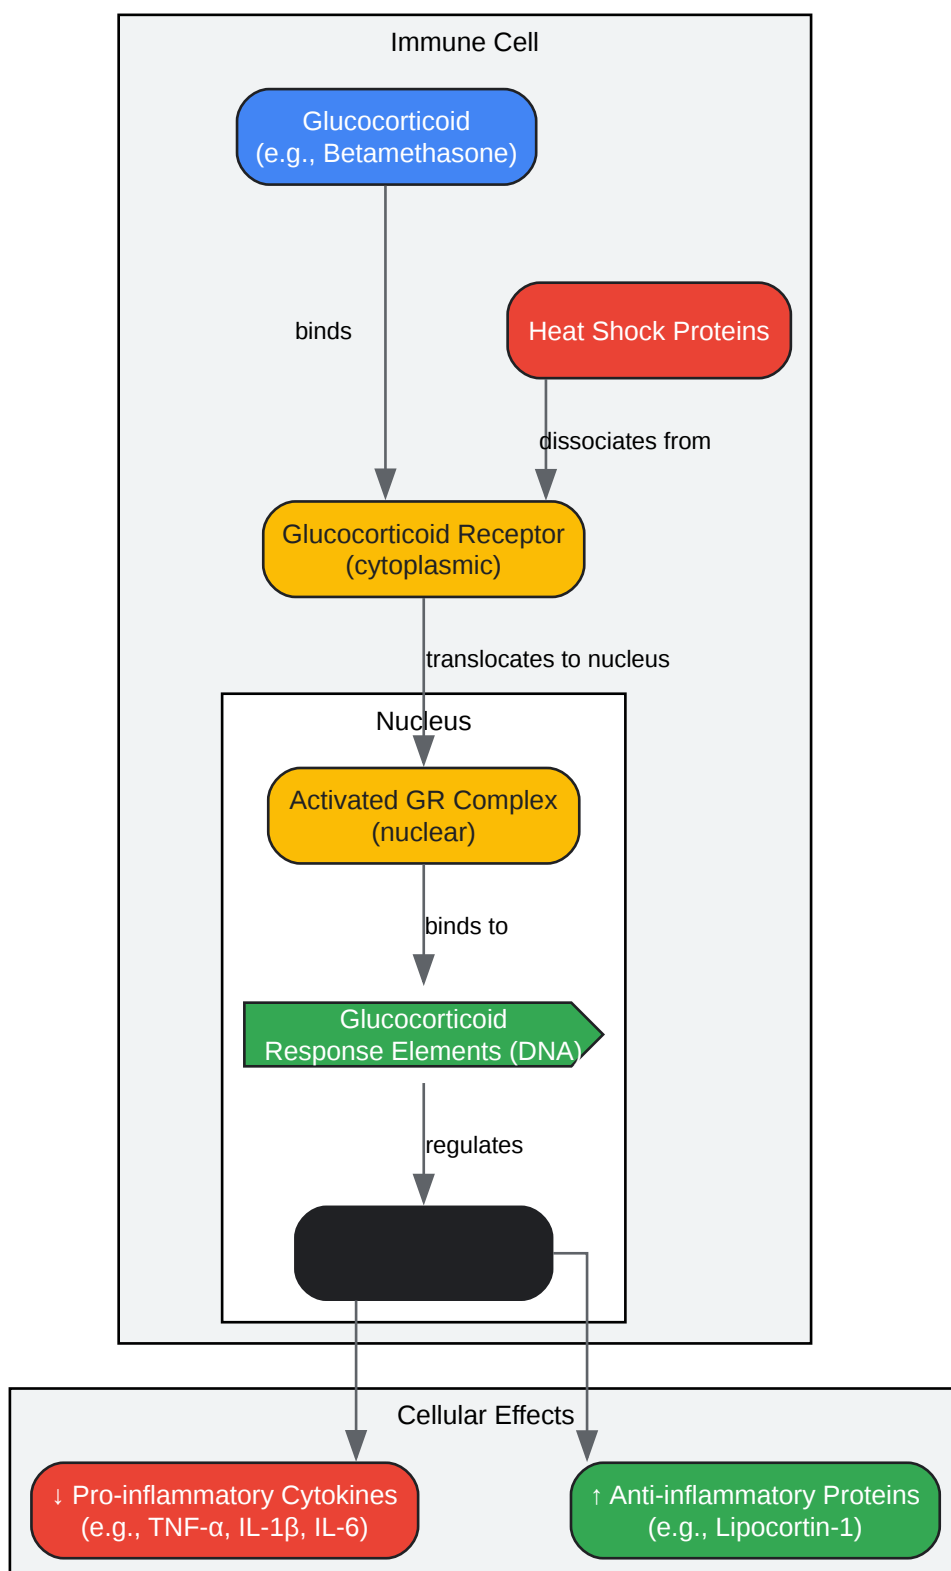 Immune Cell
Glucocorticoid
(e.g., Betamethasone)
binds
Heat Shock Proteins
dissociates from
Glucocorticoid Receptor
(cytoplasmic)
translocates to nucleus
Nucleus
Activated GR Complex
(nuclear)
binds to
Glucocorticoid
Response Elements (DNA)
regulates
Cellular Effects
↓ Pro-inflammatory Cytokines
(e.g., TNF-α, IL-1β, IL-6)
↑ Anti-inflammatory Proteins
(e.g., Lipocortin-1)